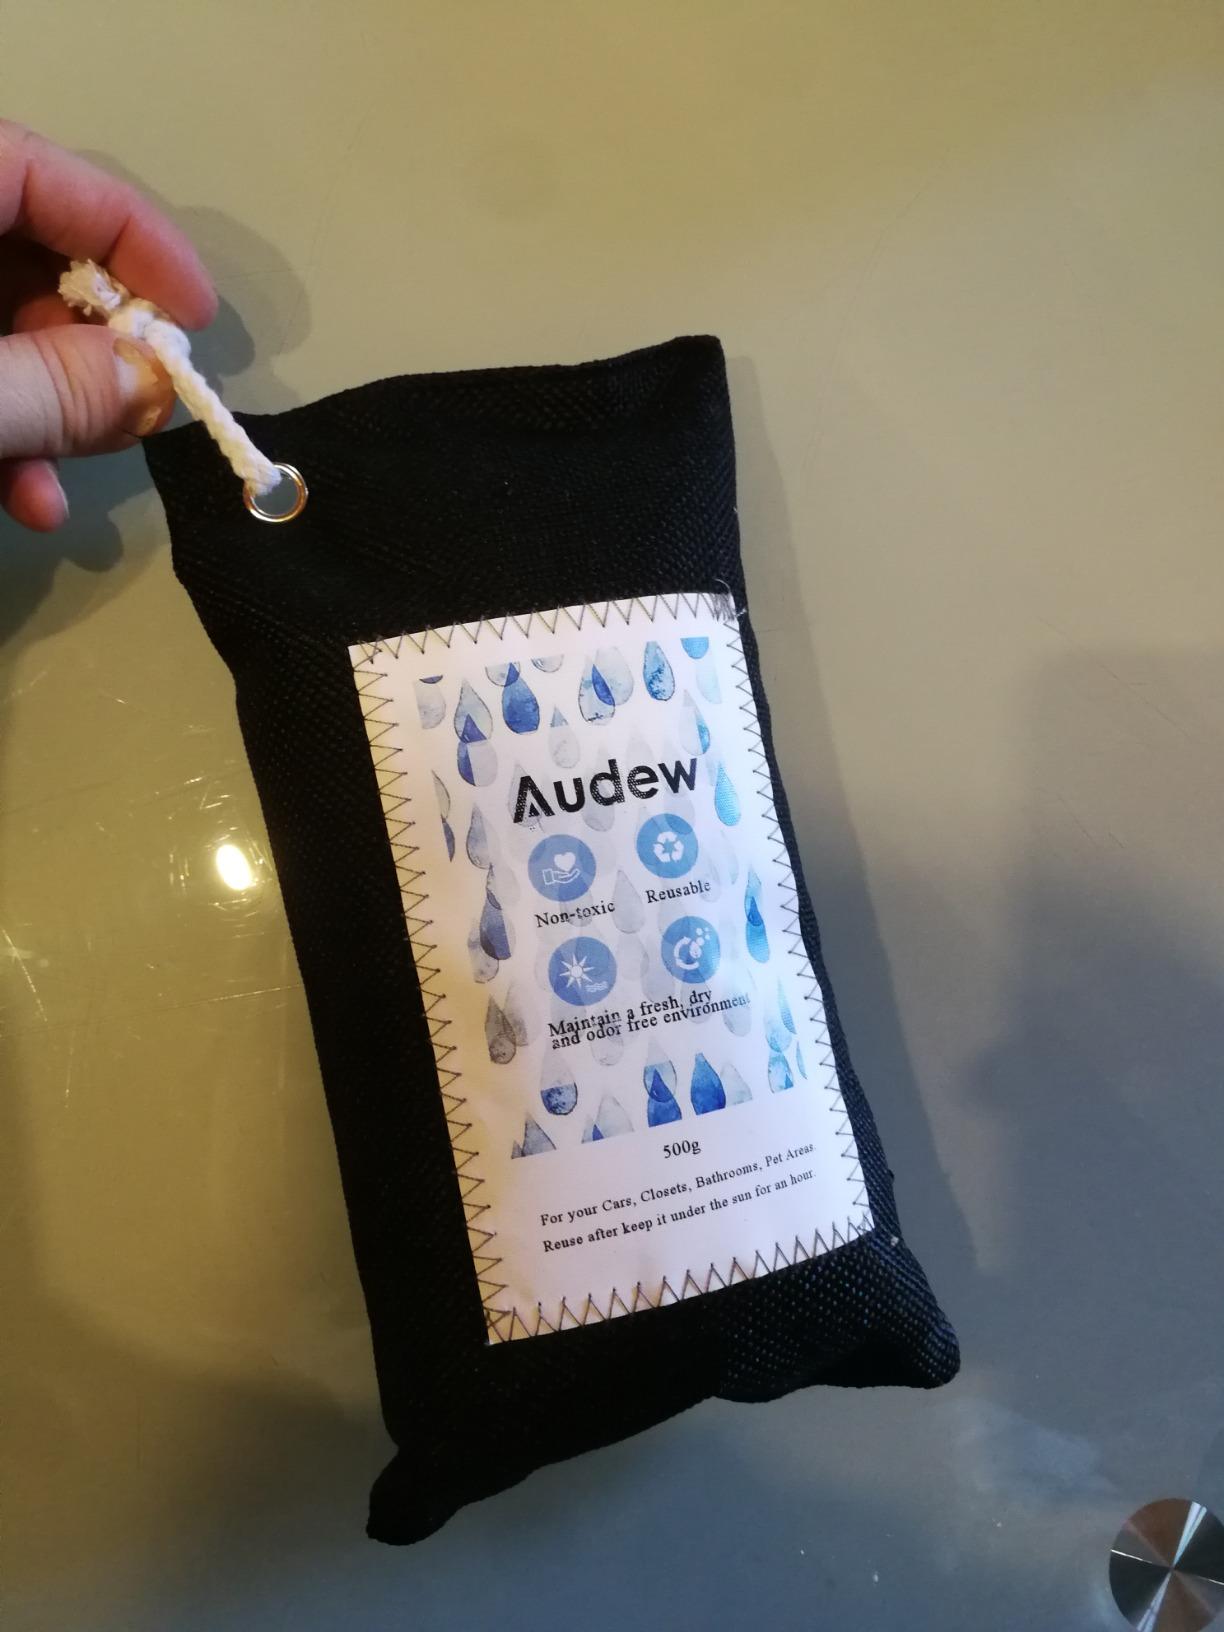 Audew
Non-toxic
Reusable
Maintain a fresh, dry
and odor free environment
500g
For your Cars, Closets, Bathrooms, Pet Areas.
Reuse after keep it under the sun for an hour.